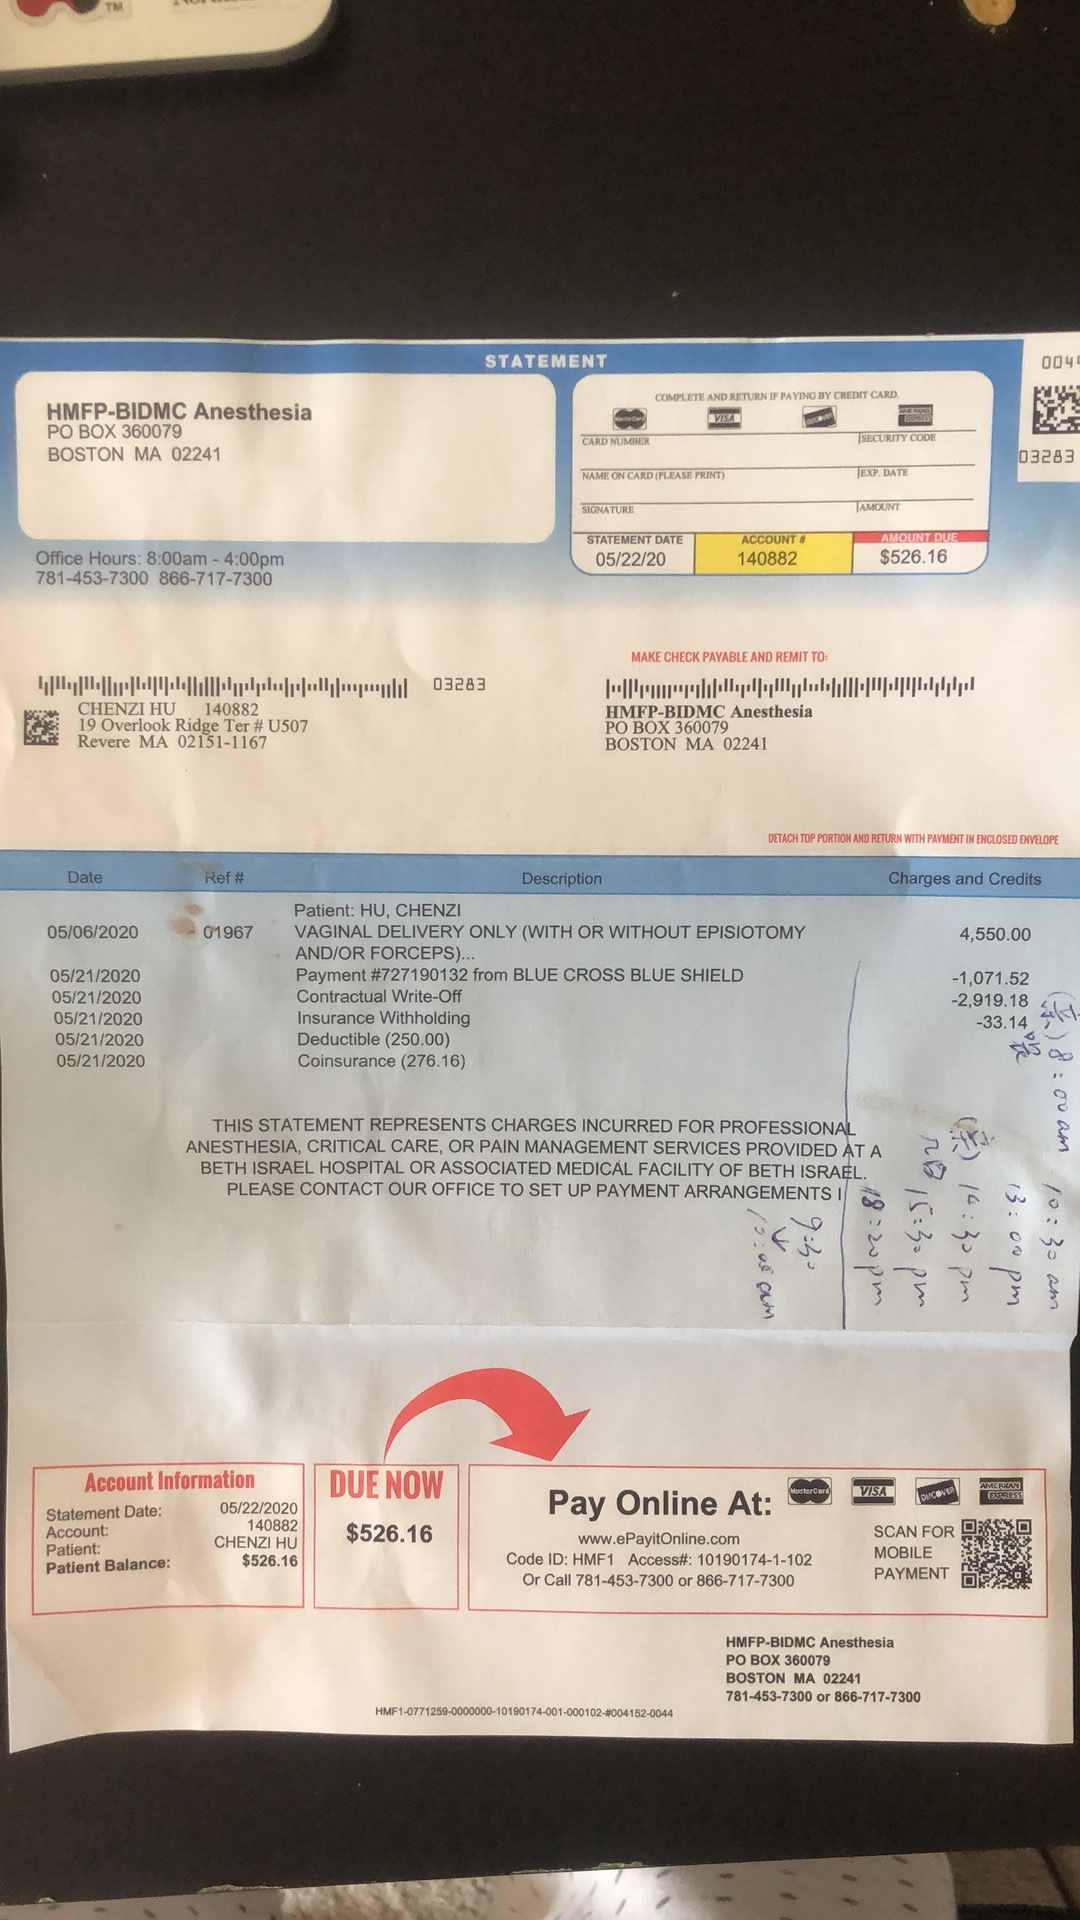 TM
STATEMENT
HMFP-BIDMC Anesthesia
PO BOX 360079
BOSTON MA 02241
Office Hours: 8:00am - 4:00pm
781-453-7300 866-717-7300
COMPLETE AND RETURN IF PAYING BY CREDIT CARD.
MasterCard VISA DISCOVER AMERICAN EXPRESS
CARD NUMBER SECURITY CODE
NAME ON CARD (PLEASE PRINT) EXP. DATE
SIGNATURE AMOUNT
STATEMENT DATE ACCOUNT # AMOUNT DUE
05/22/20 140882 $526.16
03283
03283
CHENZI HU 140882
19 Overlook Ridge Ter # U507
Revere MA 02151-1167
MAKE CHECK PAYABLE AND REMIT TO:
HMFP-BIDMC Anesthesia
PO BOX 360079
BOSTON MA 02241
DETACH TOP PORTION AND RETURN WITH PAYMENT IN ENCLOSED ENVELOPE
Date Ref # Description Charges and Credits
Patient: HU, CHENZI
05/06/2020 01967 VAGINAL DELIVERY ONLY (WITH OR WITHOUT EPISIOTOMY 4,550.00
AND/OR FORCEPS)...
05/21/2020 Payment #727190132 from BLUE CROSS BLUE SHIELD -1,071.52
05/21/2020 Contractual Write-Off -2,919.18
05/21/2020 Insurance Withholding -33.14
05/21/2020 Deductible (250.00)
05/21/2020 Coinsurance (276.16)
THIS STATEMENT REPRESENTS CHARGES INCURRED FOR PROFESSIONAL
ANESTHESIA, CRITICAL CARE, OR PAIN MANAGEMENT SERVICES PROVIDED AT A
BETH ISRAEL HOSPITAL OR ASSOCIATED MEDICAL FACILITY OF BETH ISRAEL.
PLEASE CONTACT OUR OFFICE TO SET UP PAYMENT ARRANGEMENTS I
8:00 am
10:30 am
13:00 pm
14:30 pm
15:30 pm
18:20 pm
9:30
10:00 am
Account Information
Statement Date: 05/22/2020
Account: 140882
Patient: CHENZI HU
Patient Balance: $526.16
DUE NOW
$526.16
Pay Online At:
MasterCard VISA DISCOVER AMERICAN EXPRESS
www.ePayitOnline.com
Code ID: HMF1 Access#: 10190174-1-102
Or Call 781-453-7300 or 866-717-7300
SCAN FOR
MOBILE
PAYMENT
HMFP-BIDMC Anesthesia
PO BOX 360079
BOSTON MA 02241
781-453-7300 or 866-717-7300
HMF1-0771259-0000000-10190174-001-000102-#004152-0044